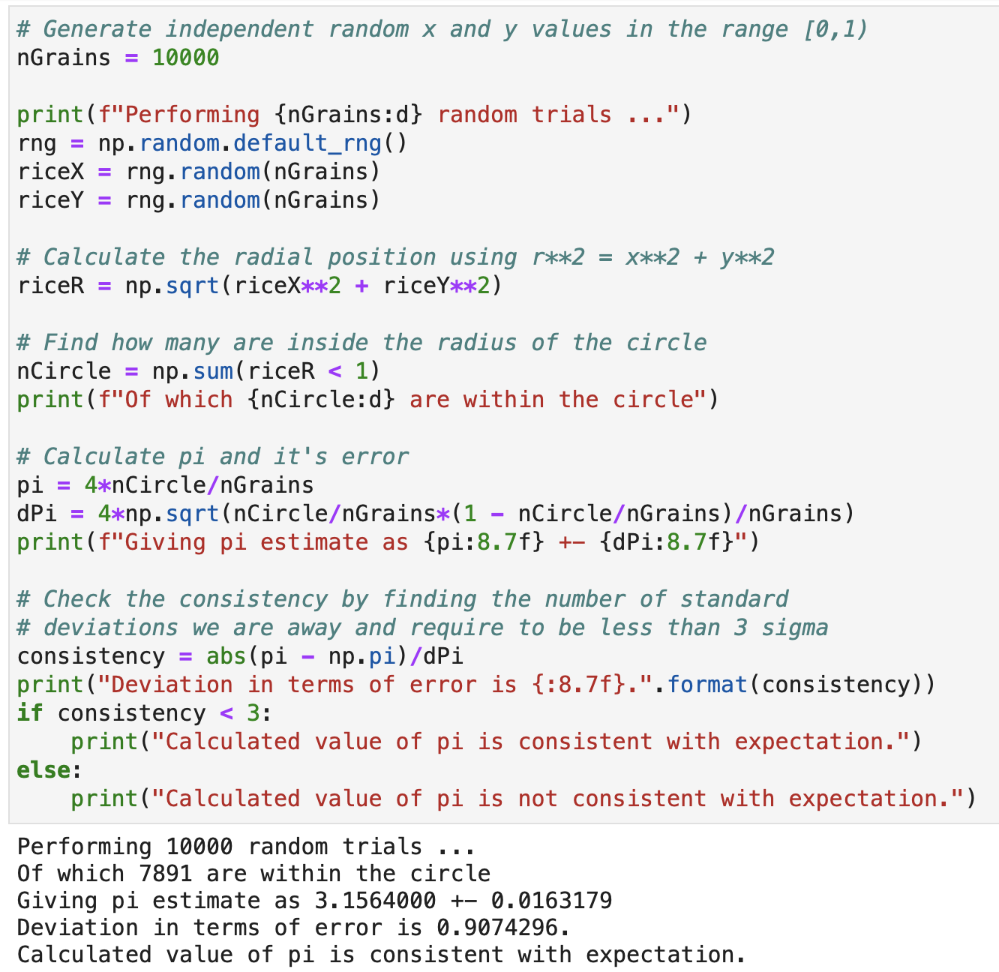 # Generate independent random x and y values in the range [0,1)
nGrains = 10000

print(f"Performing {nGrains:d} random trials ...")
rng = np.random.default_rng()
riceX = rng.random(nGrains)
riceY = rng.random(nGrains)

# Calculate the radial position using r**2 = x**2 + y**2
riceR = np.sqrt(riceX**2 + riceY**2)

# Find how many are inside the radius of the circle
nCircle = np.sum(riceR < 1)
print(f"Of which {nCircle:d} are within the circle")

# Calculate pi and it's error
pi = 4*nCircle/nGrains
dPi = 4*np.sqrt(nCircle/nGrains*(1 - nCircle/nGrains)/nGrains)
print(f"Giving pi estimate as {pi:8.7f} +- {dPi:8.7f}")

# Check the consistency by finding the number of standard
# deviations we are away and require to be less than 3 sigma
consistency = abs(pi - np.pi)/dPi
print("Deviation in terms of error is {:8.7f}.".format(consistency))
if consistency < 3:
    print("Calculated value of pi is consistent with expectation.")
else:
    print("Calculated value of pi is not consistent with expectation.")
Performing 10000 random trials ...
Of which 7891 are within the circle
Giving pi estimate as 3.1564000 +- 0.0163179
Deviation in terms of error is 0.9074296.
Calculated value of pi is consistent with expectation.